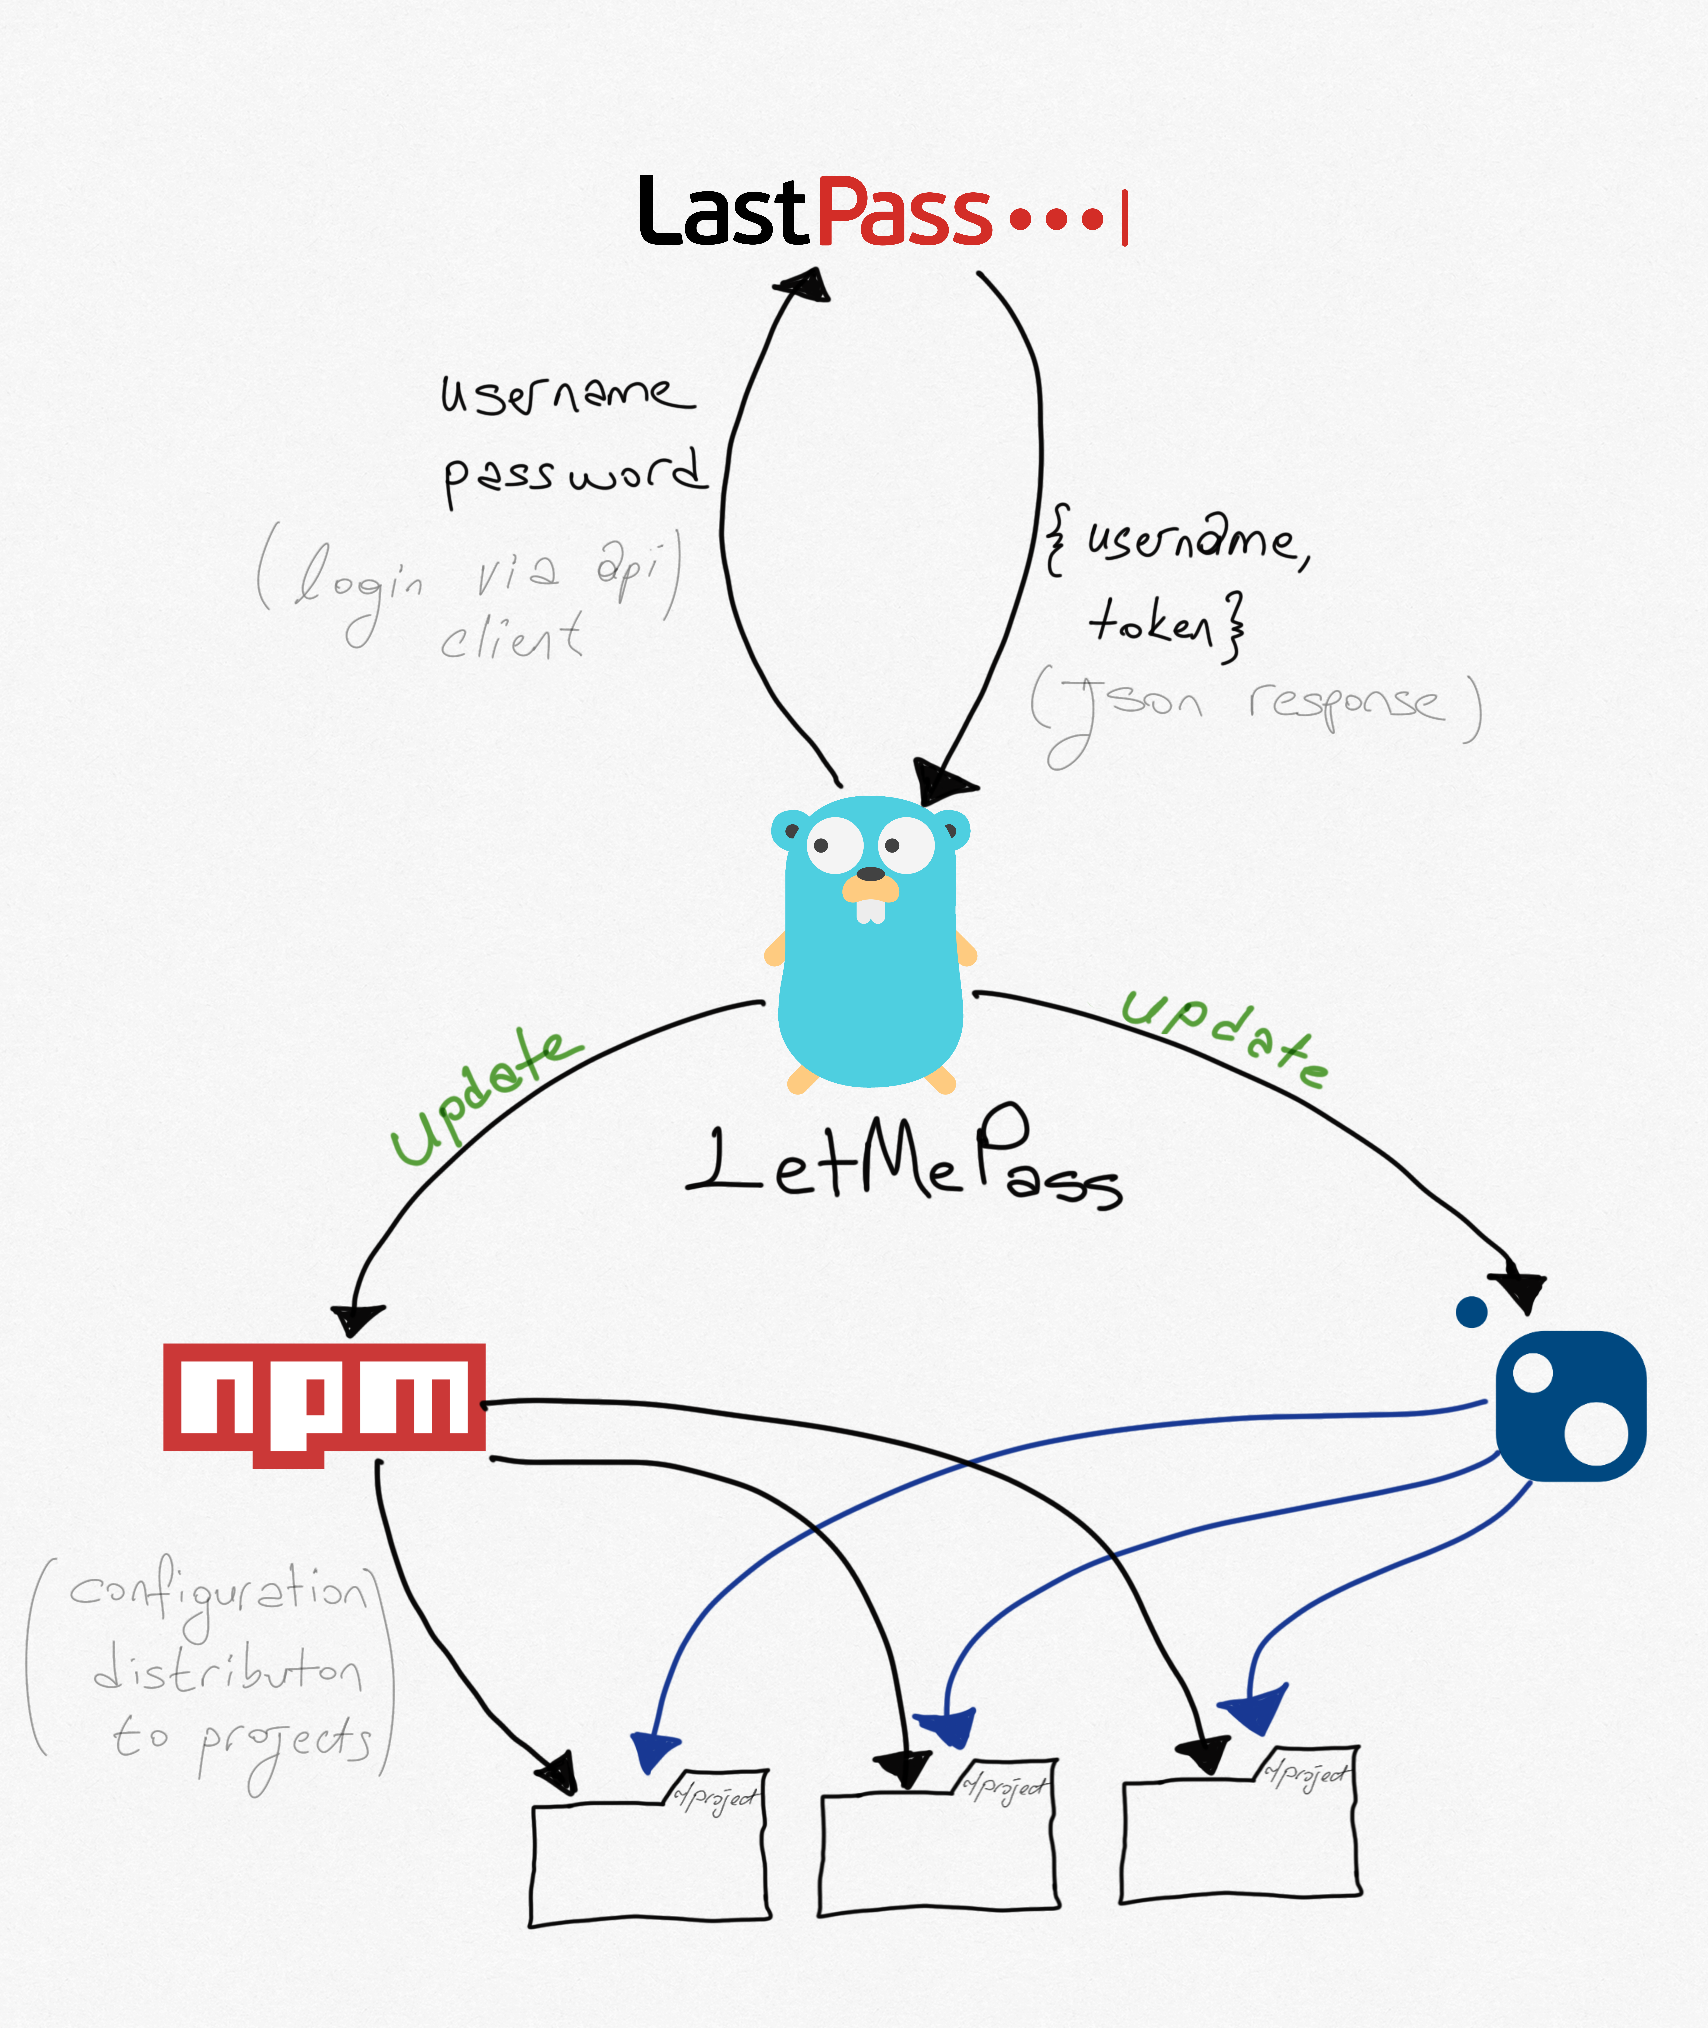 LastPass
username
password
(login via api)
client
{ username,
token}
(Json response)
update
update
LetMePass
npm
(configuration)
distributon
to projects
~/project
~/project
~/project